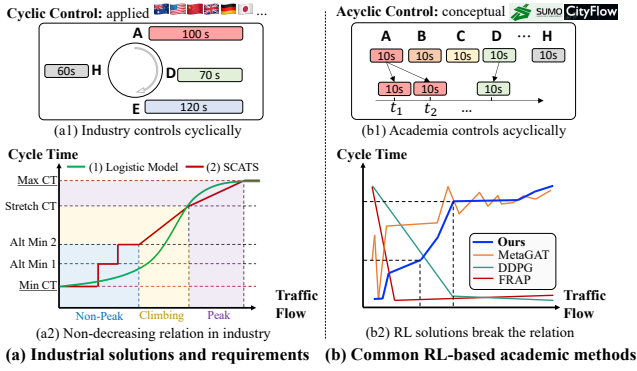 Cyclic Control: applied ...
A 100 s
60s H D 70 s
E 120 s
(a1) Industry controls cyclically
Cycle Time
(1) Logistic Model (2) SCATS
Max CT
Stretch CT
Alt Min 2
Alt Min 1
Min CT
Non-Peak Climbing Peak
Traffic Flow
(a2) Non-decreasing relation in industry
(a) Industrial solutions and requirements
Acyclic Control: conceptual SUMO CityFlow
A B C D ... H
10s 10s 10s 10s 10s
10s 10s 10s
t1 t2 ...
(b1) Academia controls acyclically
Cycle Time
Ours
MetaGAT
DDPG
FRAP
Traffic Flow
(b2) RL solutions break the relation
(b) Common RL-based academic methods